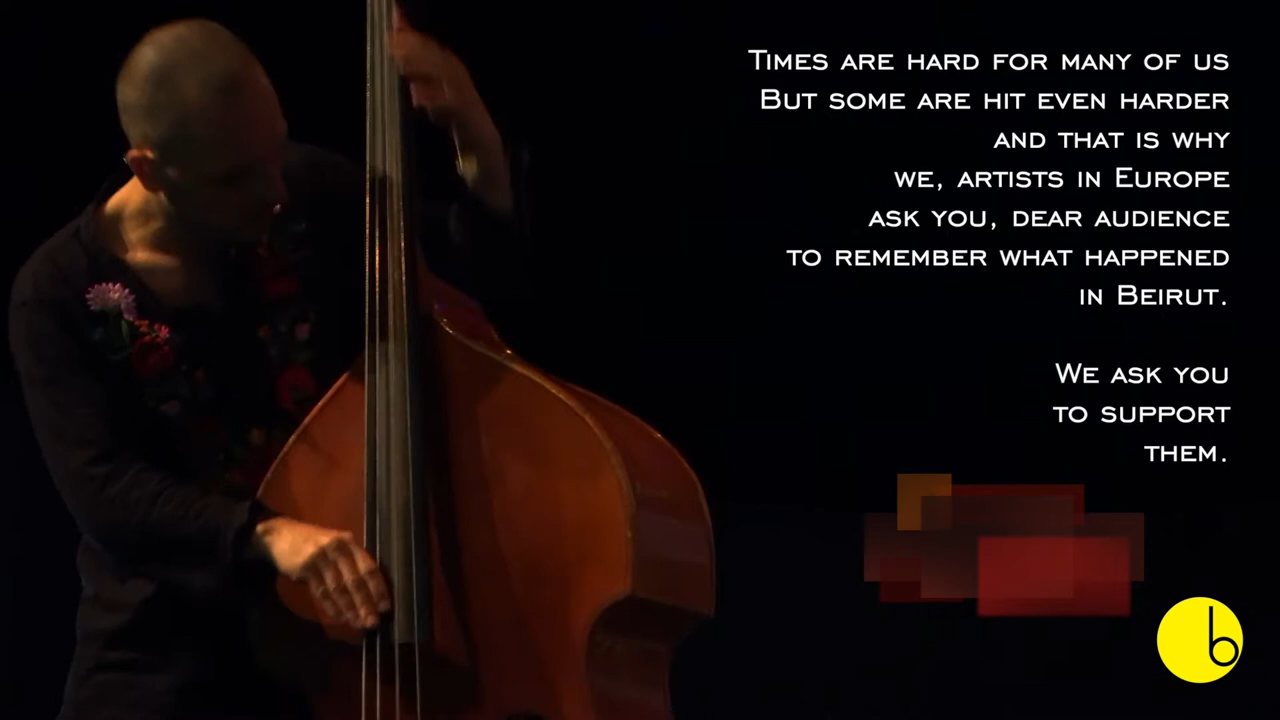 Times are hard for many of us
But some are hit even harder
and that is why
we, artists in Europe
ask you, dear audience
to remember what happened
in Beirut.
We ask you
to support
them.
b